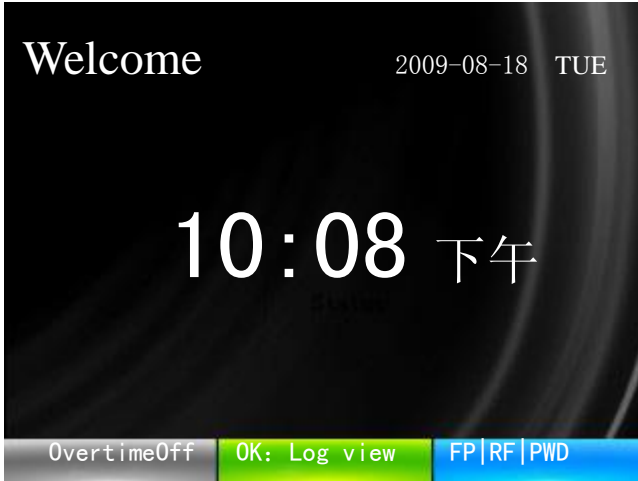 Welcome
2009-08-18 TUE
10:08 下午
OvertimeOff
OK: Log view
FP|RF|PWD